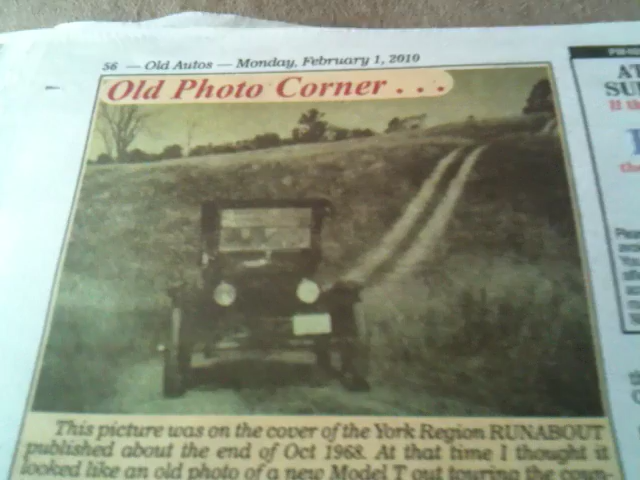 56 — Old Autos — Monday, February 1, 2010
Old Photo Corner . . .
This picture was on the cover of the York Region RUNABOUT
published about the end of Oct 1968. At that time I thought it
looked like an old photo of a new Model T out touring the coun-
AT
SU